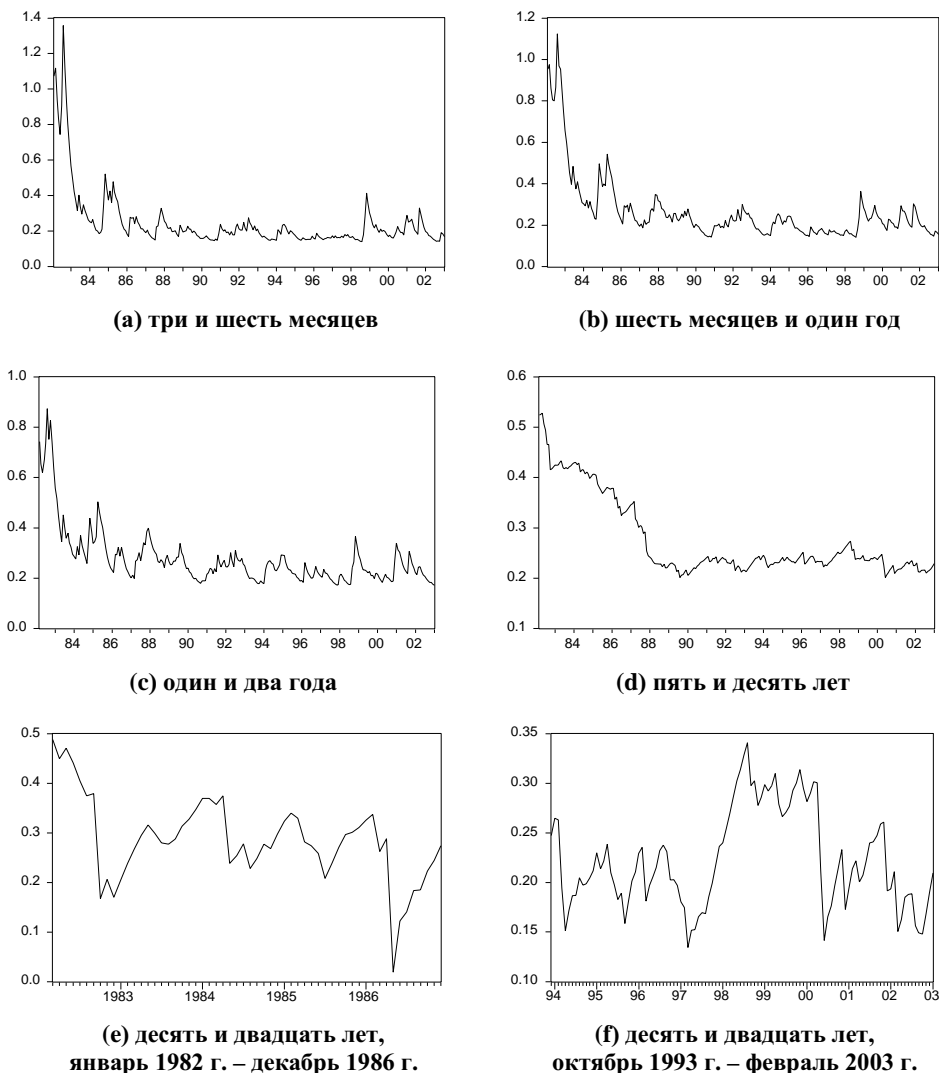 1.4
1.2
1.0
0.8
0.6
0.4
0.2
0.0
84 86 88 90 92 94 96 98 00 02
(a) три и шесть месяцев
1.2
1.0
0.8
0.6
0.4
0.2
0.0
84 86 88 90 92 94 96 98 00 02
(b) шесть месяцев и один год
1.0
0.8
0.6
0.4
0.2
0.0
84 86 88 90 92 94 96 98 00 02
(c) один и два года
0.6
0.5
0.4
0.3
0.2
0.1
84 86 88 90 92 94 96 98 00 02
(d) пять и десять лет
0.5
0.4
0.3
0.2
0.1
0.0
1983 1984 1985 1986
(e) десять и двадцать лет,
январь 1982 г. – декабрь 1986 г.
0.35
0.30
0.25
0.20
0.15
0.10
94 95 96 97 98 99 00 01 02 03
(f) десять и двадцать лет,
октябрь 1993 г. – февраль 2003 г.